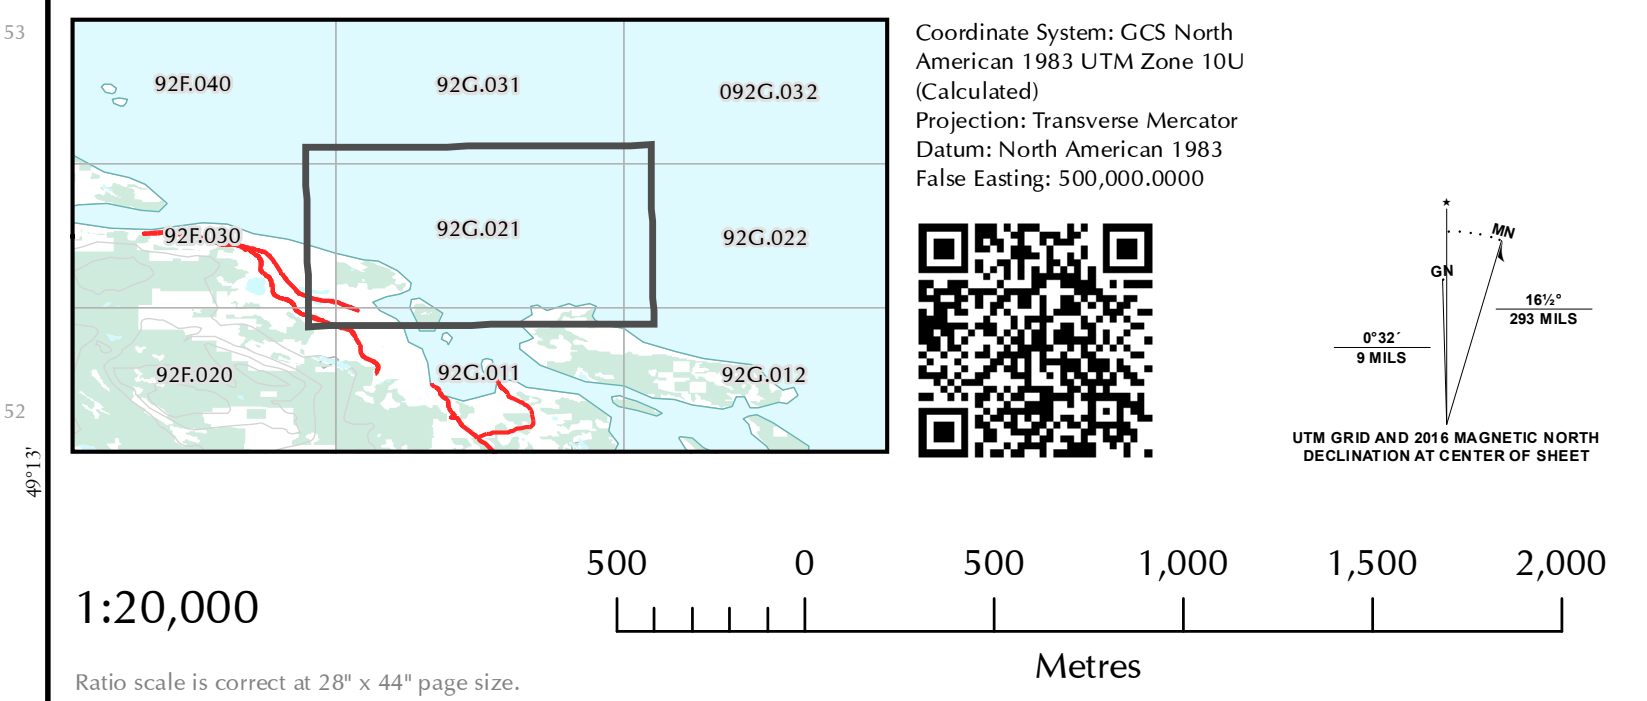 53
92F.040
92G.031
092G.032
92F.030
92G.021
92G.022
92F.020
92G.011
92G.012
52
49°13'
Coordinate System: GCS North
American 1983 UTM Zone 10U
(Calculated)
Projection: Transverse Mercator
Datum: North American 1983
False Easting: 500,000.0000
★
MN
GN
16½°
293 MILS
0°32´
9 MILS
UTM GRID AND 2016 MAGNETIC NORTH
DECLINATION AT CENTER OF SHEET
500 0 500 1,000 1,500 2,000
1:20,000
Metres
Ratio scale is correct at 28" x 44" page size.